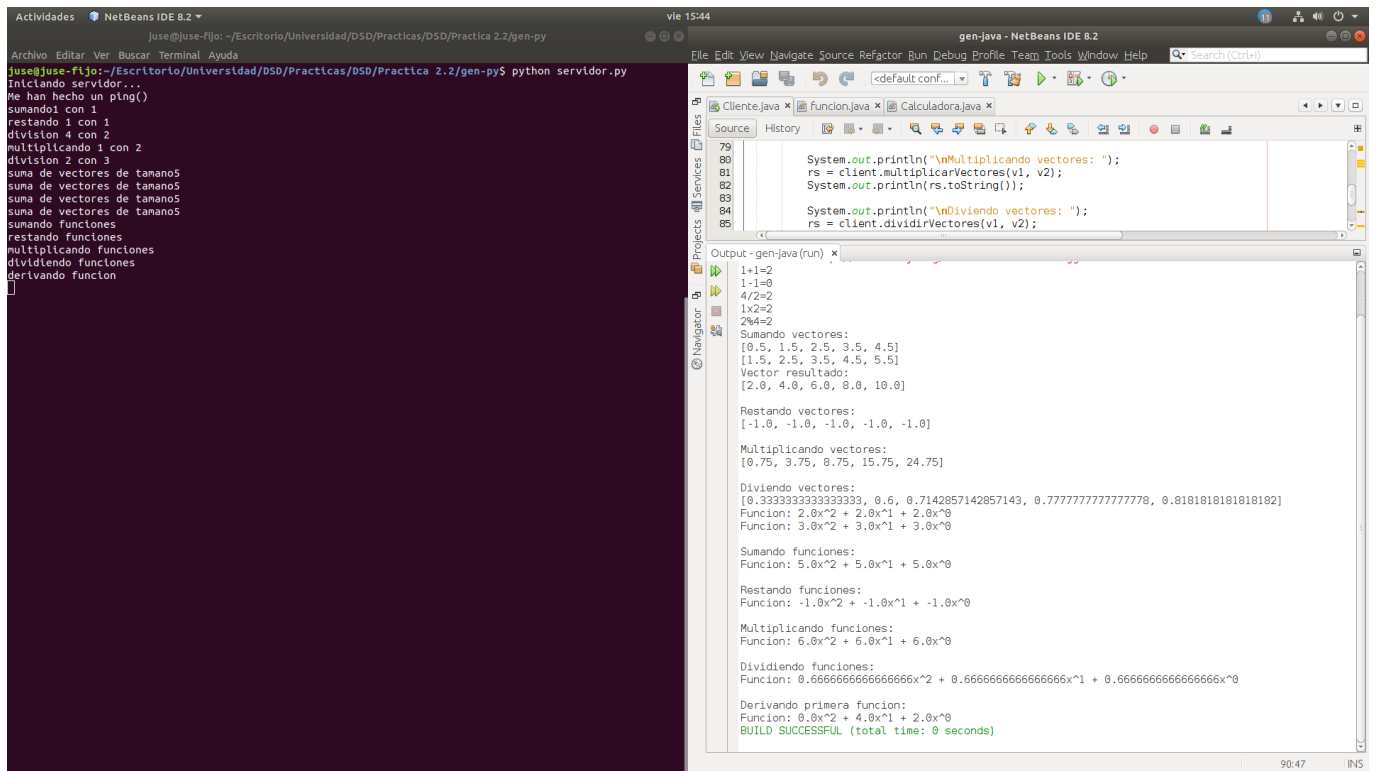 Actividades NetBeans IDE 8.2 vie 15:44 11
juse@juse-fijo: ~/Escritorio/Universidad/DSD/Practicas/DSD/Practica 2.2/gen-py
Archivo Editar Ver Buscar Terminal Ayuda
juse@juse-fijo:~/Escritorio/Universidad/DSD/Practicas/DSD/Practica 2.2/gen-py$ python servidor.py
Iniciando servidor...
Me han hecho un ping()
sumando1 con 1
restando 1 con 1
division 4 con 2
multiplicando 1 con 2
division 2 con 3
suma de vectores de tamano5
suma de vectores de tamano5
suma de vectores de tamano5
suma de vectores de tamano5
sumando funciones
restando funciones
multiplicando funciones
dividiendo funciones
derivando funcion
gen-java - NetBeans IDE 8.2
File Edit View Navigate Source Refactor Run Debug Profile Team Tools Window Help Search (Ctrl+I)
<default conf...
Files
Services
Projects
Navigator
Cliente.java × funcion.java × Calculadora.java ×
Source History
79
80 System.out.println("\nMultiplicando vectores: ");
81 rs = client.multiplicarVectores(v1, v2);
82 System.out.println(rs.toString());
83
84 System.out.println("\nDiviendo vectores: ");
85 rs = client.dividirVectores(v1, v2);
Output - gen-java (run) ×
1+1=2
1-1=0
4/2=2
1x2=2
2%4=2
Sumando vectores:
[0.5, 1.5, 2.5, 3.5, 4.5]
[1.5, 2.5, 3.5, 4.5, 5.5]
Vector resultado:
[2.0, 4.0, 6.0, 8.0, 10.0]
Restando vectores:
[-1.0, -1.0, -1.0, -1.0, -1.0]
Multiplicando vectores:
[0.75, 3.75, 8.75, 15.75, 24.75]
Diviendo vectores:
[0.3333333333333333, 0.6, 0.7142857142857143, 0.7777777777777778, 0.8181818181818182]
Funcion: 2.0x^2 + 2.0x^1 + 2.0x^0
Funcion: 3.0x^2 + 3.0x^1 + 3.0x^0
Sumando funciones:
Funcion: 5.0x^2 + 5.0x^1 + 5.0x^0
Restando funciones:
Funcion: -1.0x^2 + -1.0x^1 + -1.0x^0
Multiplicando funciones:
Funcion: 6.0x^2 + 6.0x^1 + 6.0x^0
Dividiendo funciones:
Funcion: 0.6666666666666666x^2 + 0.6666666666666666x^1 + 0.6666666666666666x^0
Derivando primera funcion:
Funcion: 0.0x^2 + 4.0x^1 + 2.0x^0
BUILD SUCCESSFUL (total time: 0 seconds)
90:47 INS